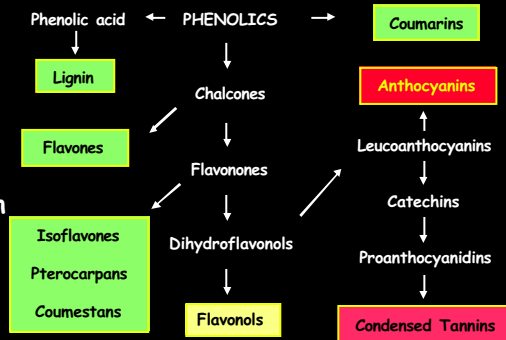 Phenolic acid
PHENOLICS
Coumarins
Lignin
Chalcones
Anthocyanins
Flavones
Leucoanthocyanins
Flavonones
Catechins
Isoflavones
Pterocarpans
Coumestans
Dihydroflavonols
Proanthocyanidins
Flavonols
Condensed Tannins